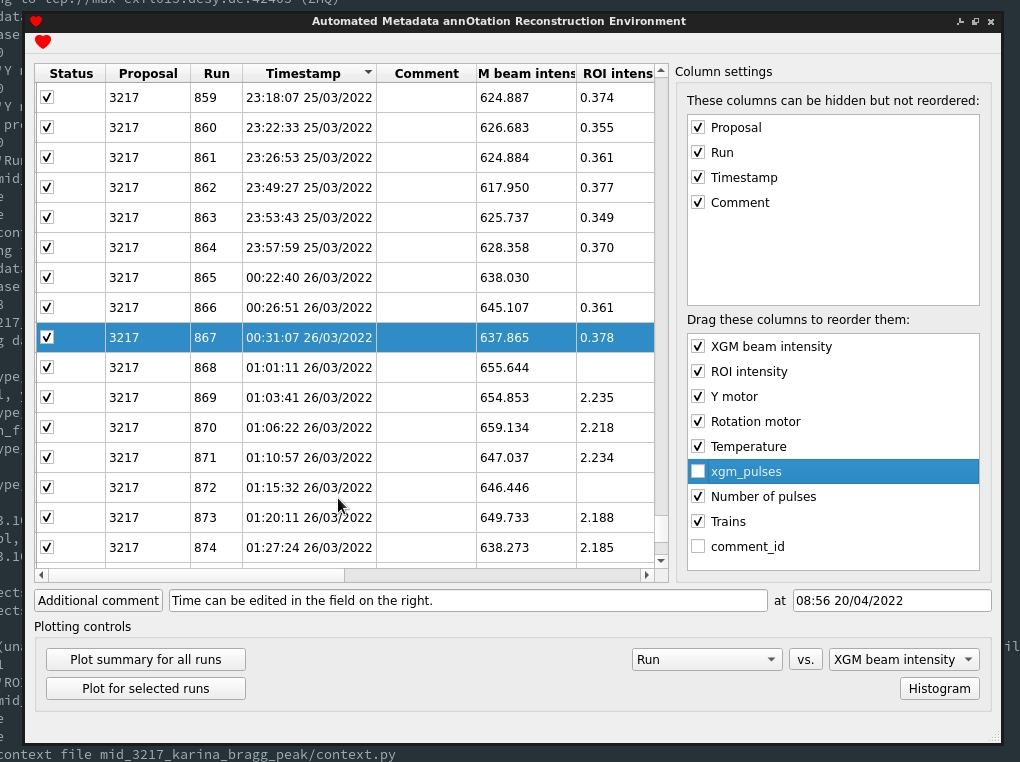 ng to tcp://max-exfl015.desy.de:42405 (ZMQ)
Automated Metadata annOtation Reconstruction Environment
Status Proposal Run Timestamp Comment M beam intens ROI intens
3217 859 23:18:07 25/03/2022 624.887 0.374
3217 860 23:22:33 25/03/2022 626.683 0.355
3217 861 23:26:53 25/03/2022 624.884 0.361
3217 862 23:49:27 25/03/2022 617.950 0.377
3217 863 23:53:43 25/03/2022 625.737 0.349
3217 864 23:57:59 25/03/2022 628.358 0.370
3217 865 00:22:40 26/03/2022 638.030
3217 866 00:26:51 26/03/2022 645.107 0.361
3217 867 00:31:07 26/03/2022 637.865 0.378
3217 868 01:01:11 26/03/2022 655.644
3217 869 01:03:41 26/03/2022 654.853 2.235
3217 870 01:06:22 26/03/2022 659.134 2.218
3217 871 01:10:57 26/03/2022 647.037 2.234
3217 872 01:15:32 26/03/2022 646.446
3217 873 01:20:11 26/03/2022 649.733 2.188
3217 874 01:27:24 26/03/2022 638.273 2.185
Column settings
These columns can be hidden but not reordered:
Proposal
Run
Timestamp
Comment
Drag these columns to reorder them:
XGM beam intensity
ROI intensity
Y motor
Rotation motor
Temperature
xgm_pulses
Number of pulses
Trains
comment_id
Additional comment Time can be edited in the field on the right. at 08:56 20/04/2022
Plotting controls
Plot summary for all runs Run vs. XGM beam intensity
Plot for selected runs Histogram
context file mid_3217_karina_bragg_peak/context.py